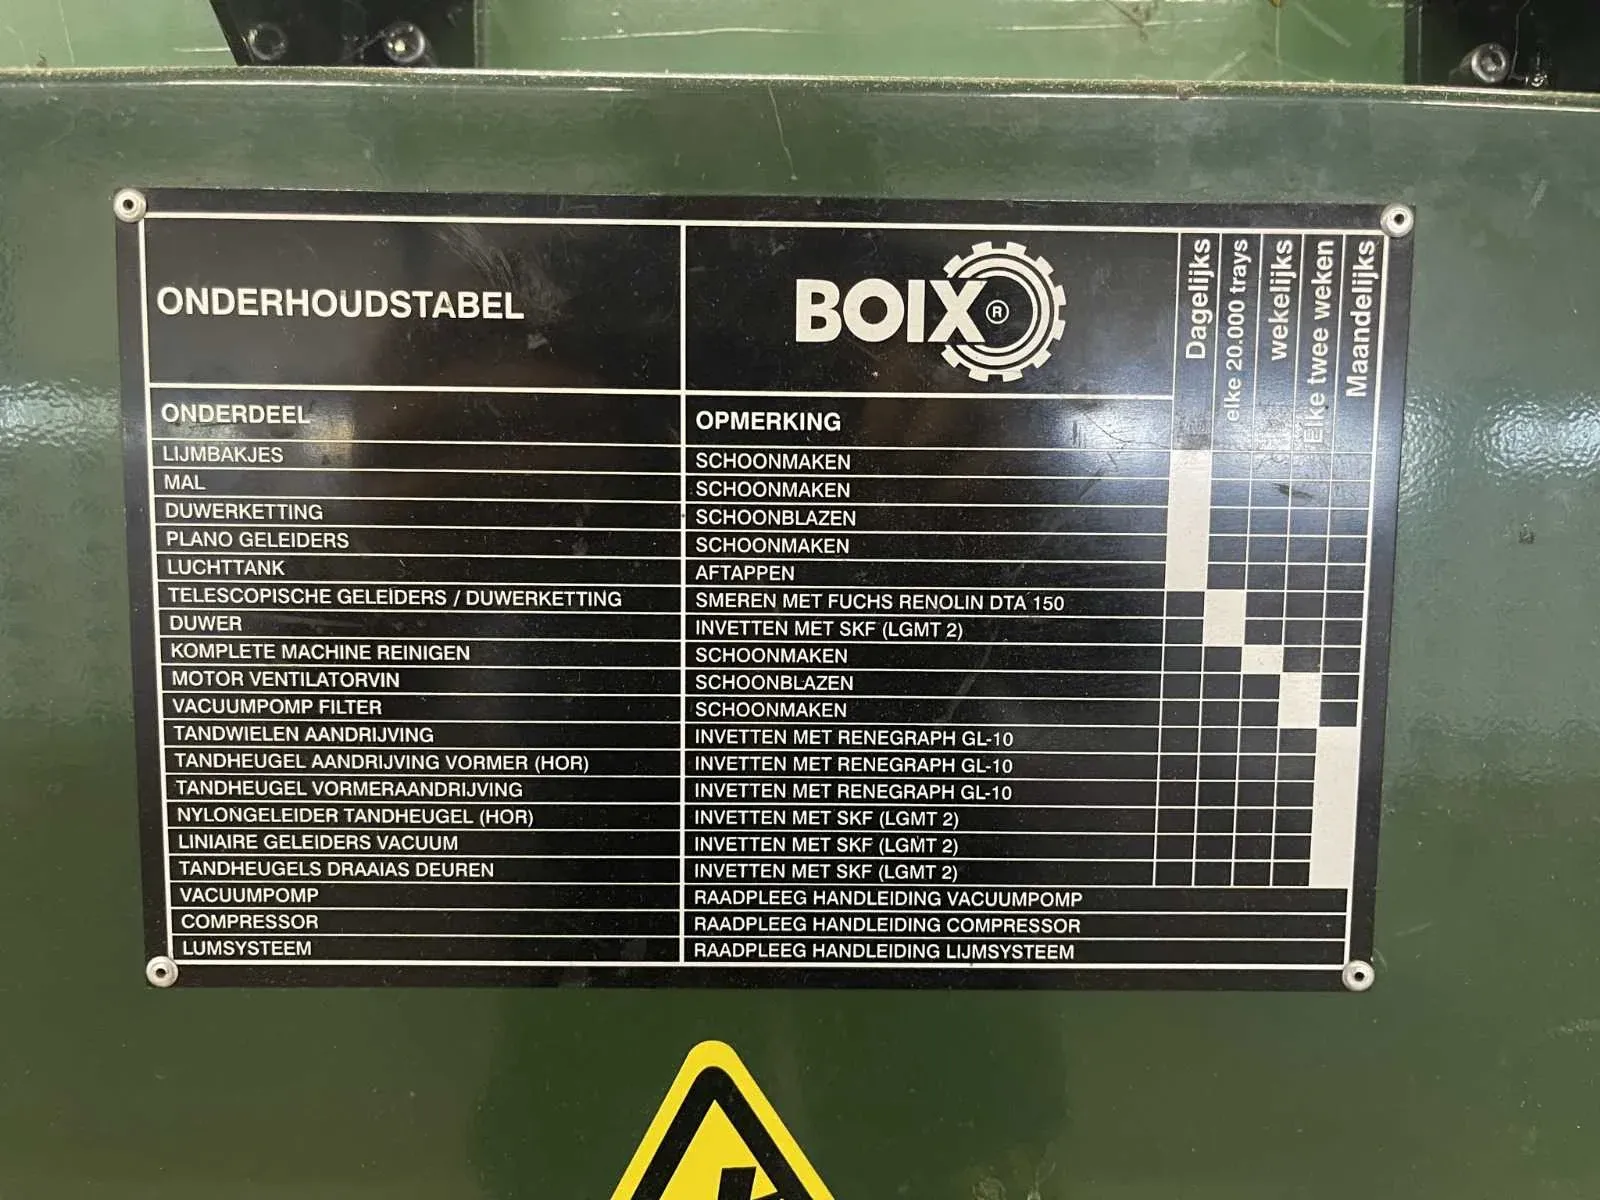 ONDERHOUDSTABEL
BOIX ®
Dagelijks
elke 20.000 trays
wekelijks
Elke twee weken
Maandelijks
ONDERDEEL OPMERKING
LIJMBAKJES SCHOONMAKEN
MAL SCHOONMAKEN
DUWERKETTING SCHOONBLAZEN
PLANO GELEIDERS SCHOONMAKEN
LUCHTTANK AFTAPPEN
TELESCOPISCHE GELEIDERS / DUWERKETTING SMEREN MET FUCHS RENOLIN DTA 150
DUWER INVETTEN MET SKF (LGMT 2)
KOMPLETE MACHINE REINIGEN SCHOONMAKEN
MOTOR VENTILATORVIN SCHOONBLAZEN
VACUUMPOMP FILTER SCHOONMAKEN
TANDWIELEN AANDRIJVING INVETTEN MET RENEGRAPH GL-10
TANDHEUGEL AANDRIJVING VORMER (HOR) INVETTEN MET RENEGRAPH GL-10
TANDHEUGEL VORMERAANDRIJVING INVETTEN MET RENEGRAPH GL-10
NYLONGELEIDER TANDHEUGEL (HOR) INVETTEN MET SKF (LGMT 2)
LINIAIRE GELEIDERS VACUUM INVETTEN MET SKF (LGMT 2)
TANDHEUGELS DRAAIAS DEUREN INVETTEN MET SKF (LGMT 2)
VACUUMPOMP RAADPLEEG HANDLEIDING VACUUMPOMP
COMPRESSOR RAADPLEEG HANDLEIDING COMPRESSOR
LUMSYSTEEM RAADPLEEG HANDLEIDING LIJMSYSTEEM